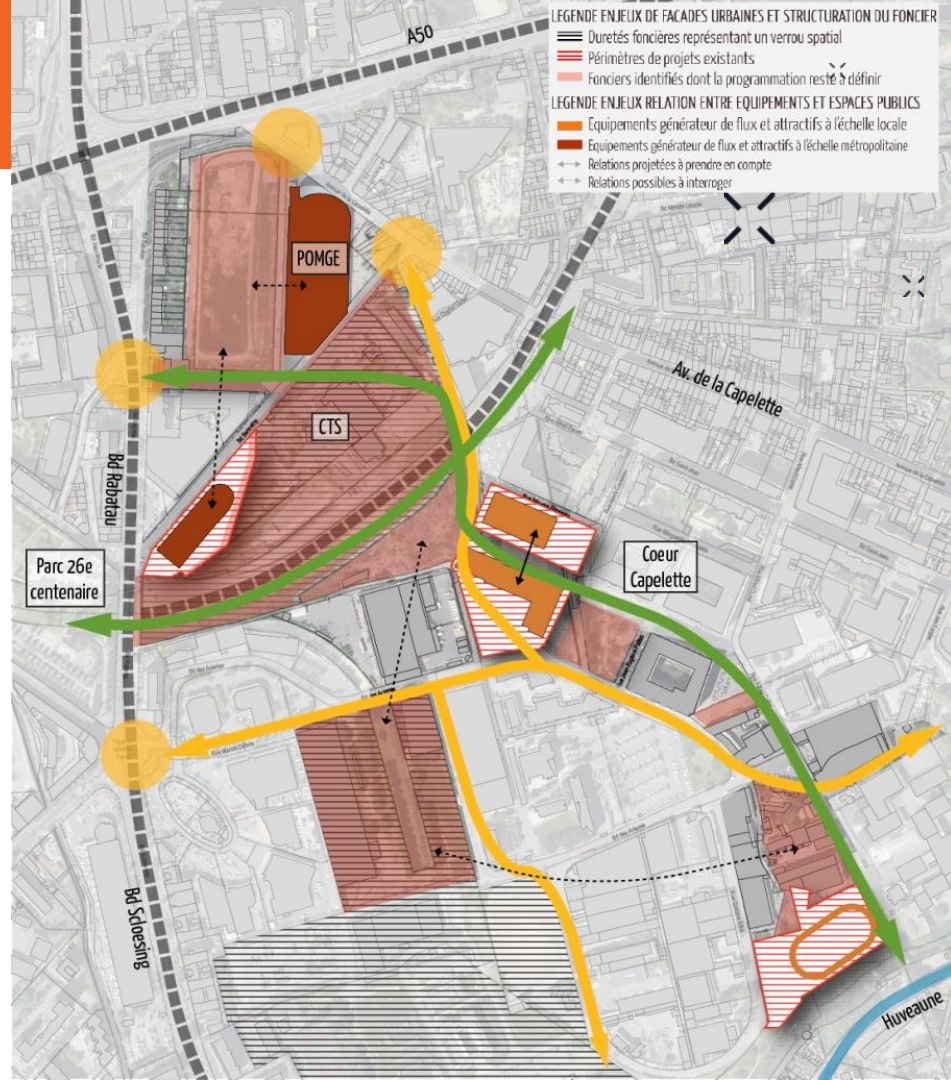 LEGENDE ENJEUX DE FACADES URBAINES ET STRUCTURATION DU FONCIER
Duretés foncières représentant un verrou spatial
Périmètres de projets existants
Fonciers identifiés dont la programmation reste à définir
LEGENDE ENJEUX RELATION ENTRE EQUIPEMENTS ET ESPACES PUBLICS
Equipements générateur de flux et attractifs à l'échelle locale
Equipements générateur de flux et attractifs à l'échelle métropolitaine
Relations projetées à prendre en compte
Relations possibles à interroger
A50
POMGE
Av. de la Capelette
CTS
Bd Rabatau
Parc 26e
centenaire
Coeur
Capelette
Bd Scloesing
Huveaune